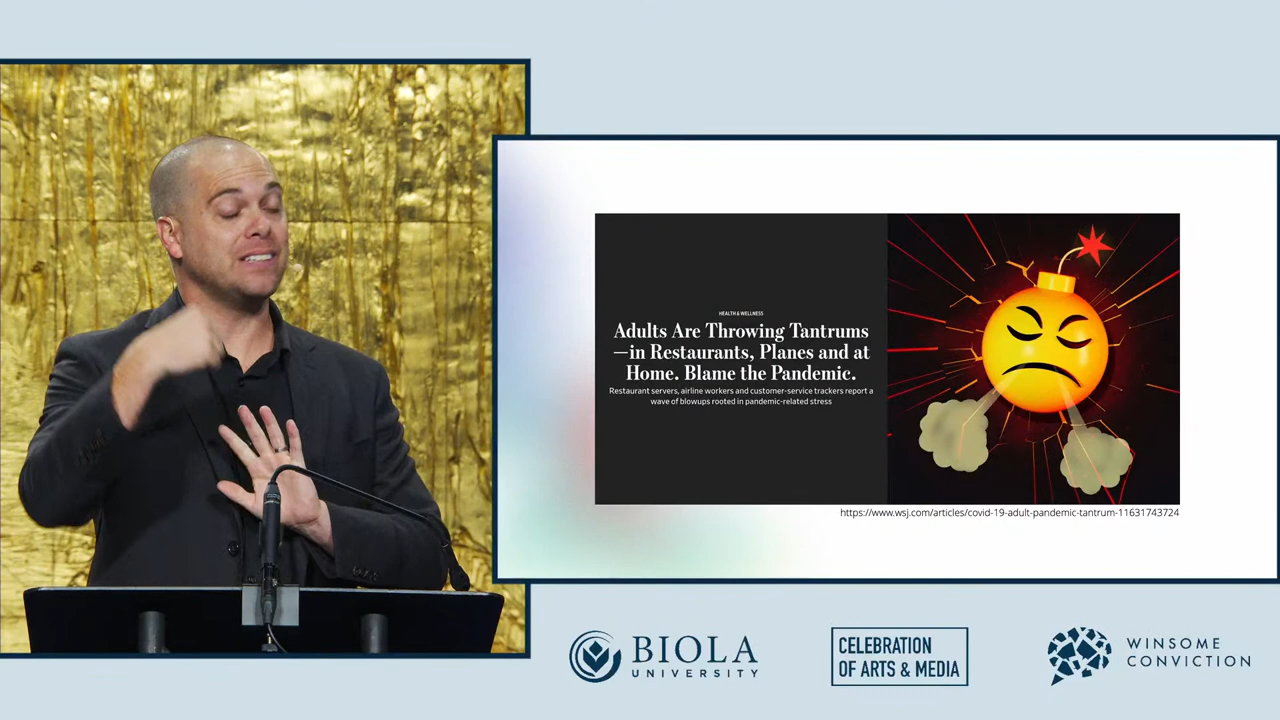 HEALTH & WELLNESS
Adults Are Throwing Tantrums
—in Restaurants, Planes and at
Home. Blame the Pandemic.
Restaurant servers, airline workers and customer-service trackers report a
wave of blowups rooted in pandemic-related stress
https://www.wsj.com/articles/covid-19-adult-pandemic-tantrum-11631743724
BIOLA
UNIVERSITY
CELEBRATION
OF ARTS & MEDIA
WINSOME
CONVICTION